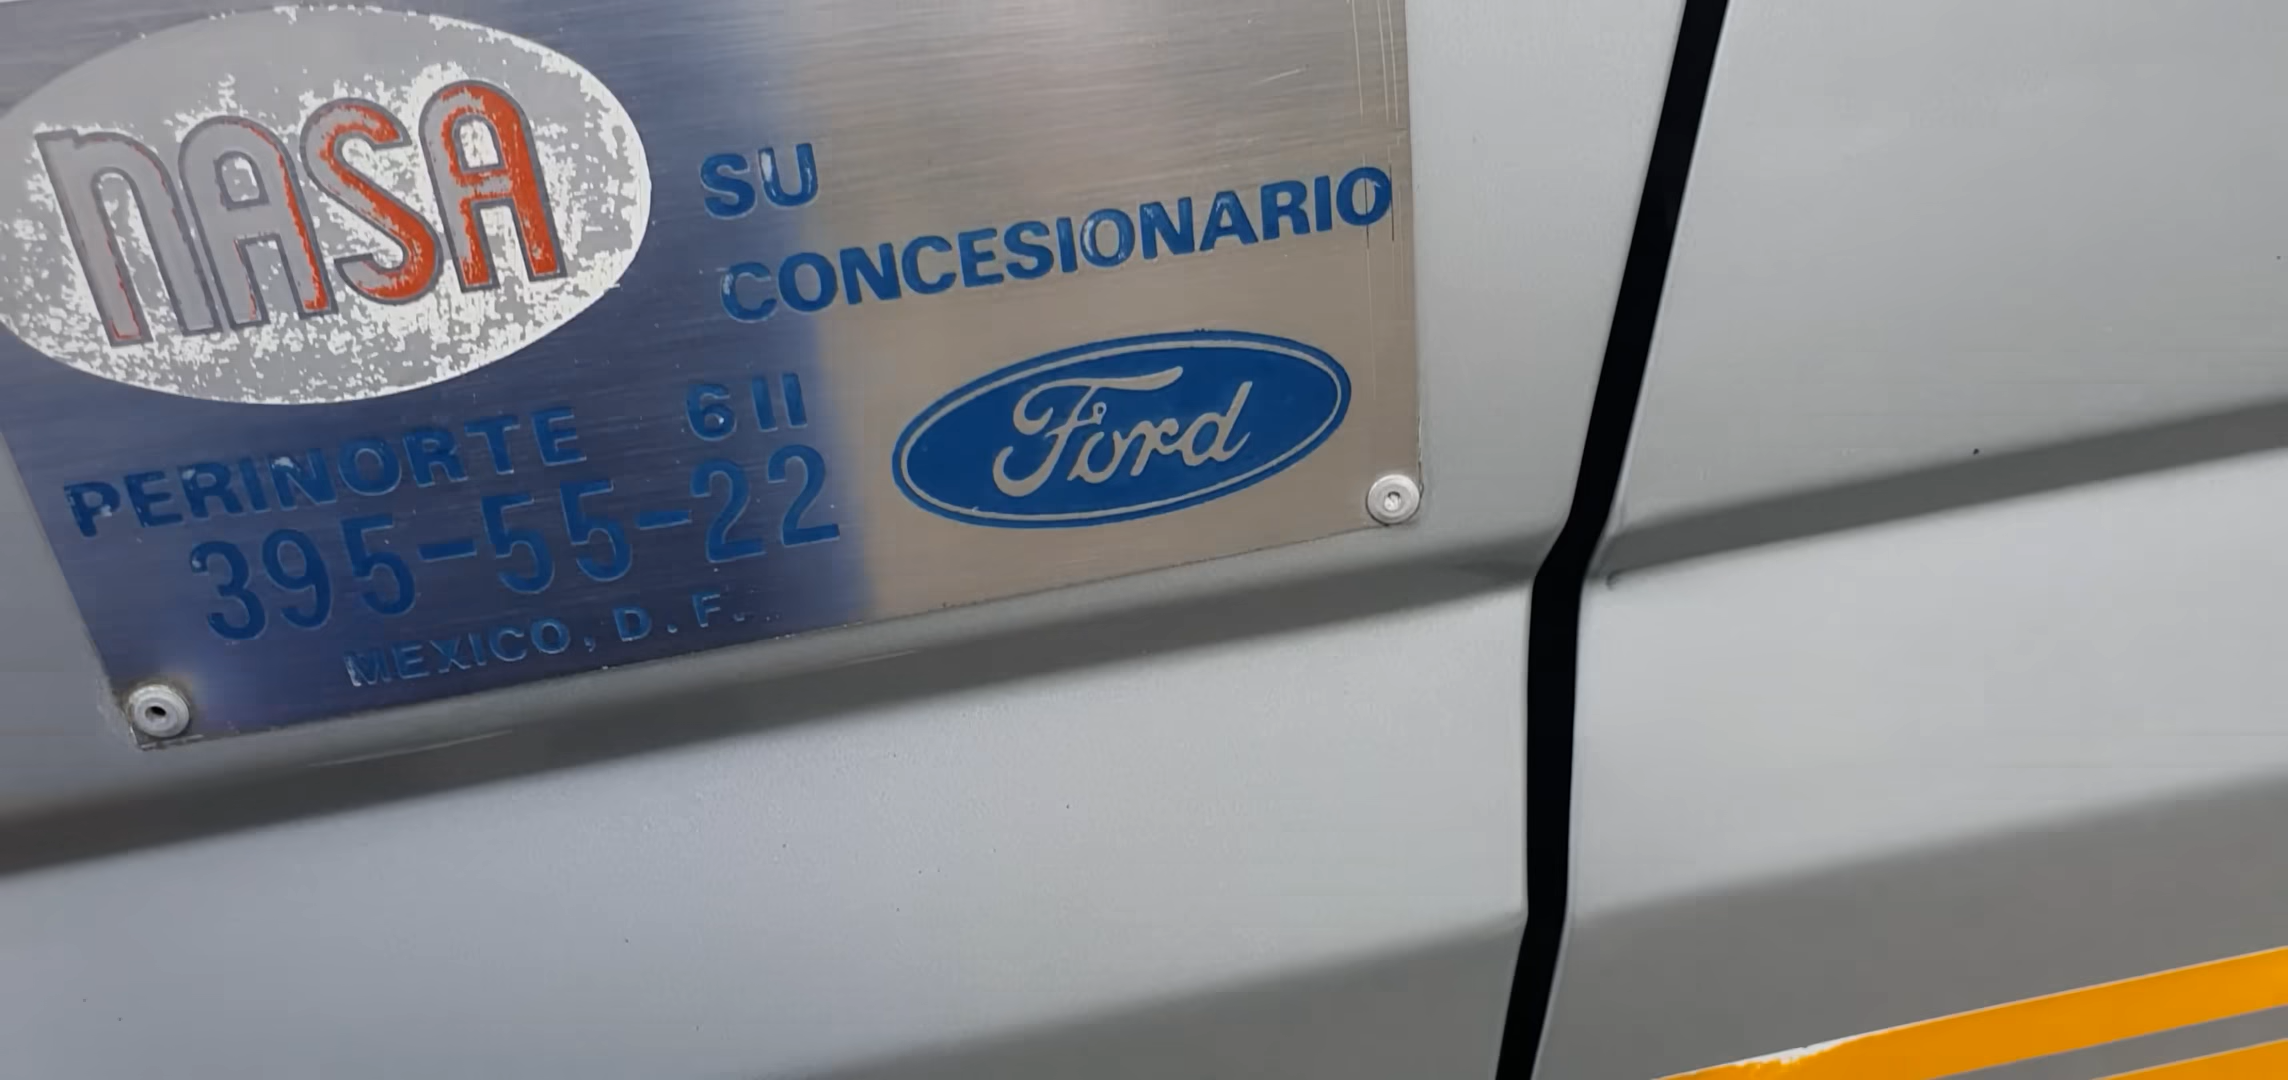 NASA
SU
CONCESIONARIO
Ford
PERINORTE 611
395-55-22
MEXICO, D.F.